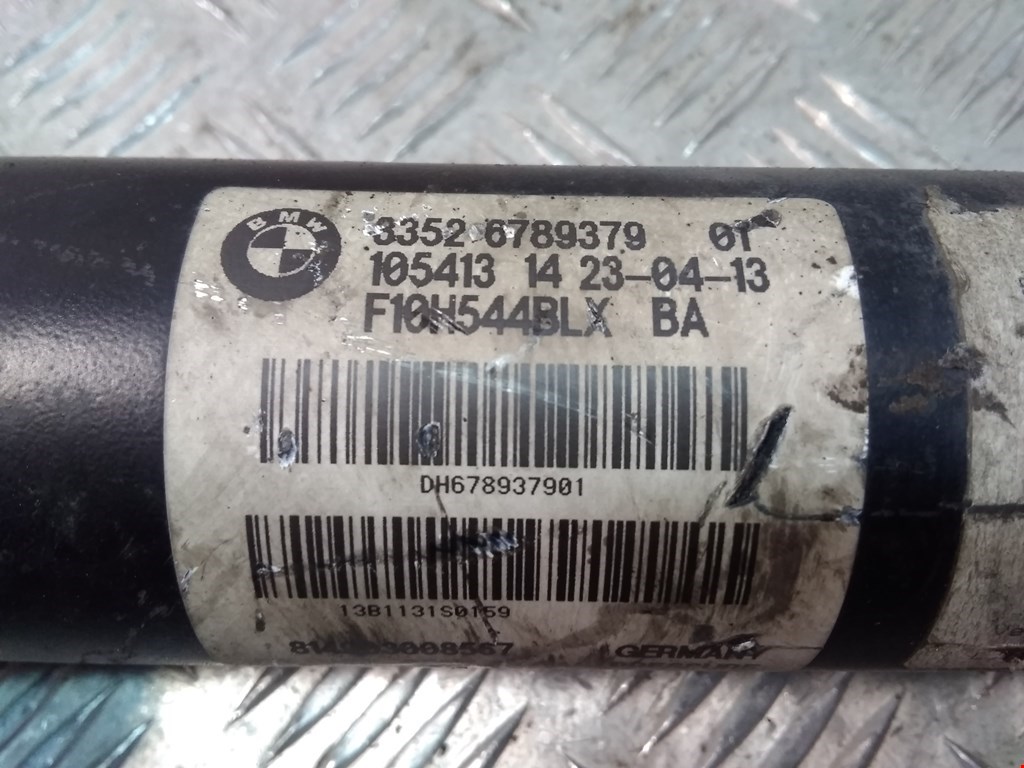 BMW
3352 6789379 01
105413 14 23-04-13
F10H544BLX BA
DH678937901
13B1131S0159
GERMANY